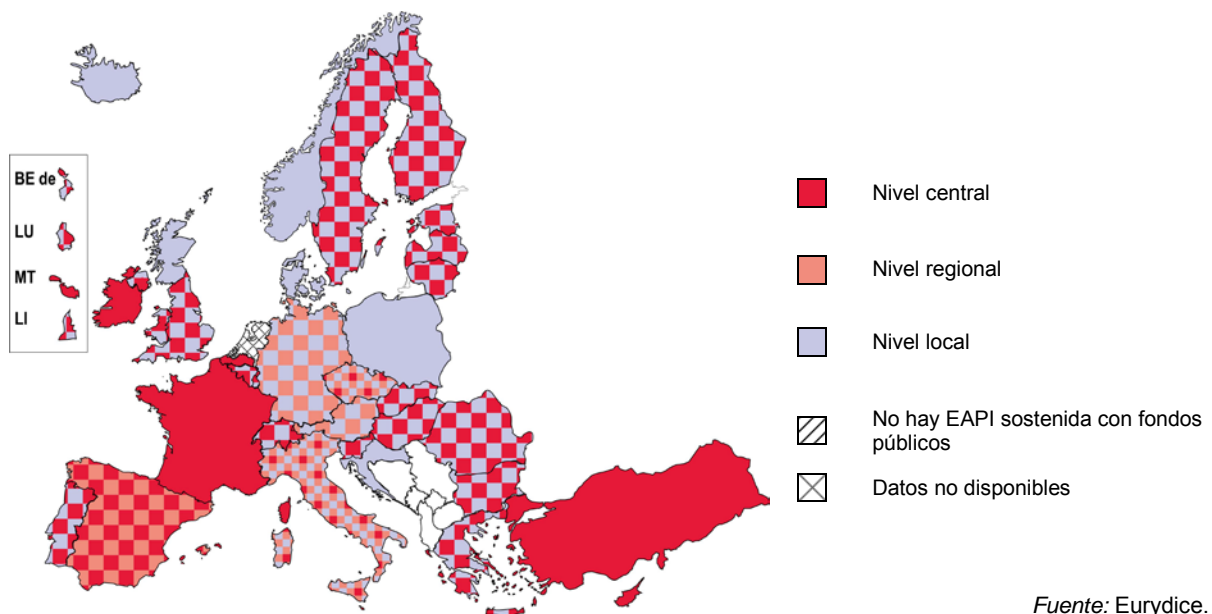 BE de
LU
MT
LI
Nivel central
Nivel regional
Nivel local
No hay EAPI sostenida con fondos
públicos
Datos no disponibles
Fuente: Eurydice.